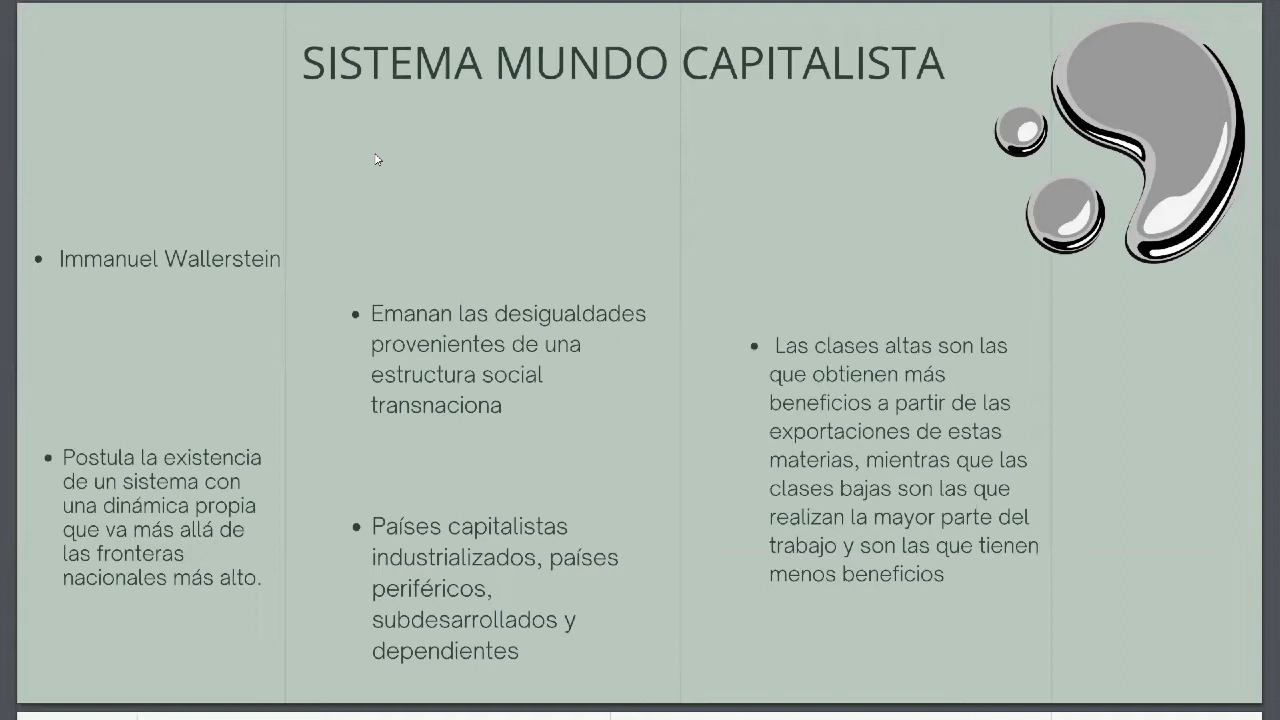 SISTEMA MUNDO CAPITALISTA
Immanuel Wallerstein
Postula la existencia
de un sistema con
una dinámica propia
que va más allá de
las fronteras
nacionales más alto.
Emanan las desigualdades
provenientes de una
estructura social
transnaciona
Países capitalistas
industrializados, países
periféricos,
subdesarrollados y
dependientes
Las clases altas son las
que obtienen más
beneficios a partir de las
exportaciones de estas
materias, mientras que las
clases bajas son las que
realizan la mayor parte del
trabajo y son las que tienen
menos beneficios